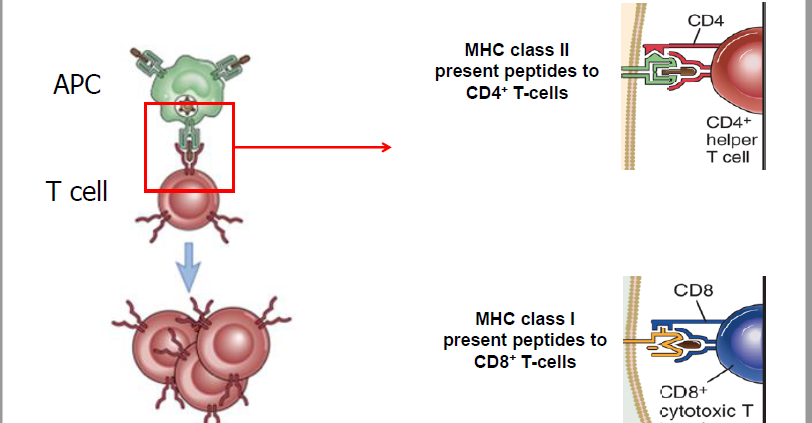 APC
T cell
MHC class II
present peptides to
CD4⁺ T-cells
CD4
CD4⁺
helper
T cell
MHC class I
present peptides to
CD8⁺ T-cells
CD8
CD8⁺
cytotoxic T